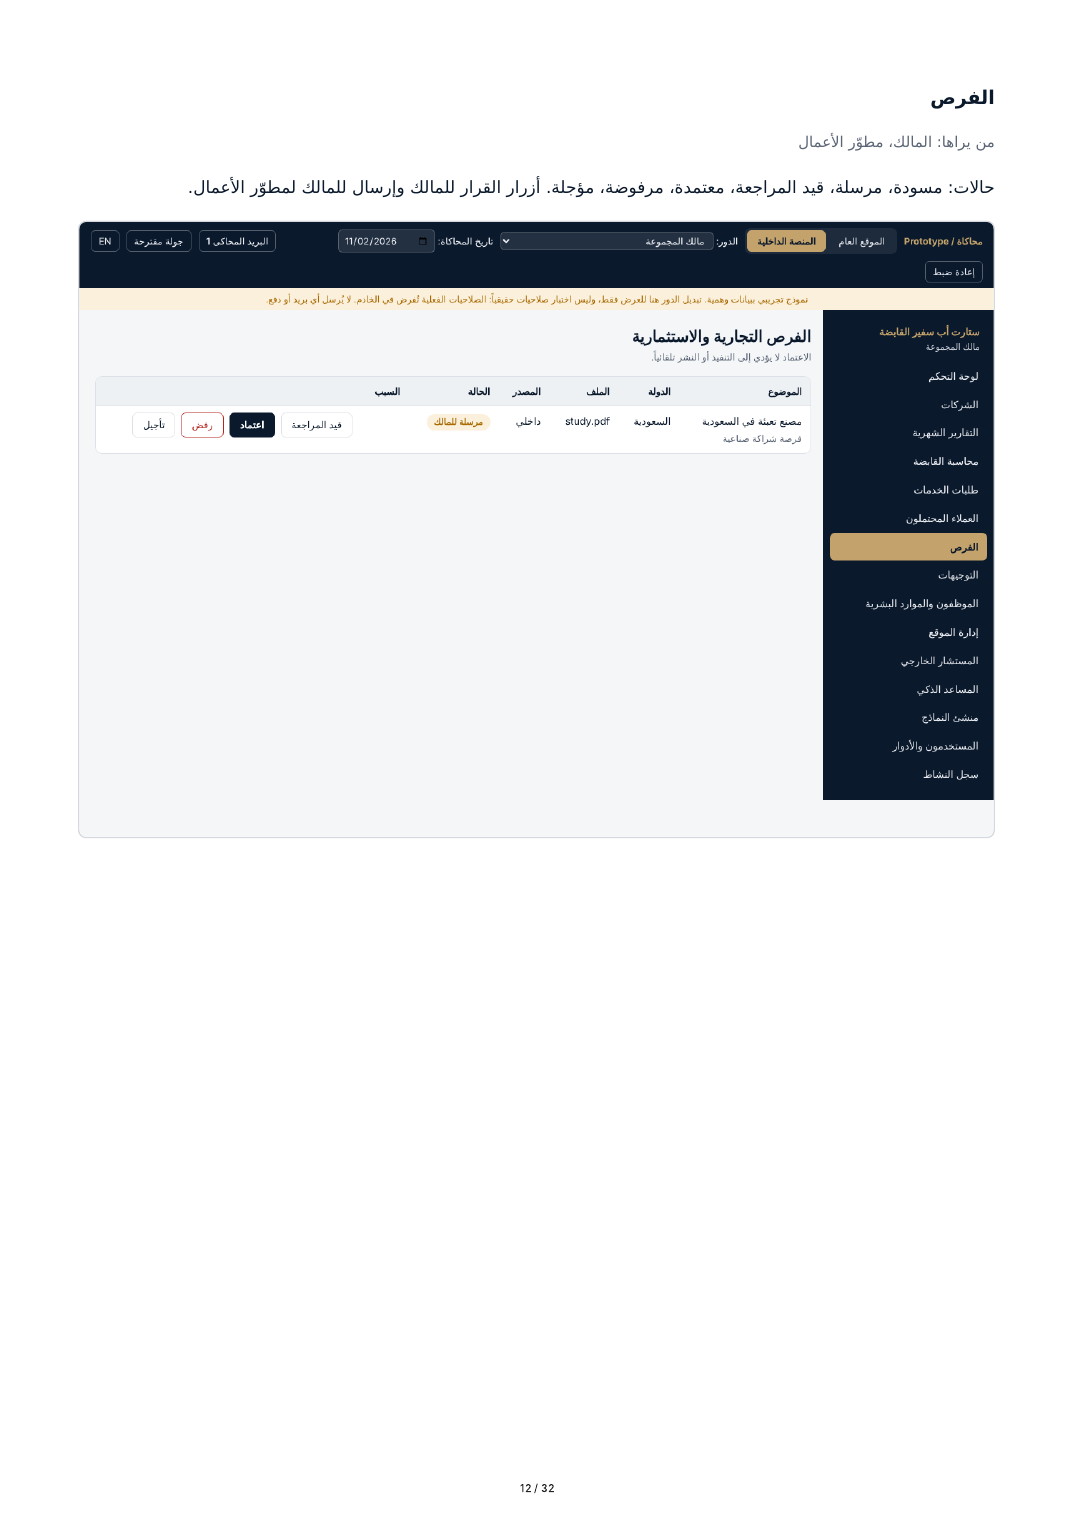 الفرص
من يراها: المالك، مطوّر الأعمال
حالات: مسودة، مرسلة، قيد المراجعة، معتمدة، مرفوضة، مؤجلة. أزرار القرار للمالك وإرسال للمالك لمطوّر الأعمال.
محاكاة / Prototype الموقع العام المنصة الداخلية الدور: مالك المجموعة تاريخ المحاكاة: 11/02/2026 البريد المحاكى 1 جولة مقترحة EN
إعادة ضبط
نموذج تجريبي ببيانات وهمية. تبديل الدور هنا للعرض فقط، وليس اختبار صلاحيات حقيقياً؛ الصلاحيات الفعلية تُفرض في الخادم. لا يُرسل أي بريد أو دفع.
ستارت أب سفير القابضة
مالك المجموعة
لوحة التحكم
الشركات
التقارير الشهرية
محاسبة القابضة
طلبات الخدمات
العملاء المحتملون
الفرص
التوجيهات
الموظفون والموارد البشرية
إدارة الموقع
المستشار الخارجي
المساعد الذكي
منشئ النماذج
المستخدمون والأدوار
سجل النشاط
الفرص التجارية والاستثمارية
الاعتماد لا يؤدي إلى التنفيذ أو النشر تلقائياً.
الموضوع الدولة الملف المصدر الحالة السبب
مصنع تعبئة في السعودية السعودية study.pdf داخلي مرسلة للمالك قيد المراجعة اعتماد رفض تأجيل
فرصة شراكة صناعية
12 / 32